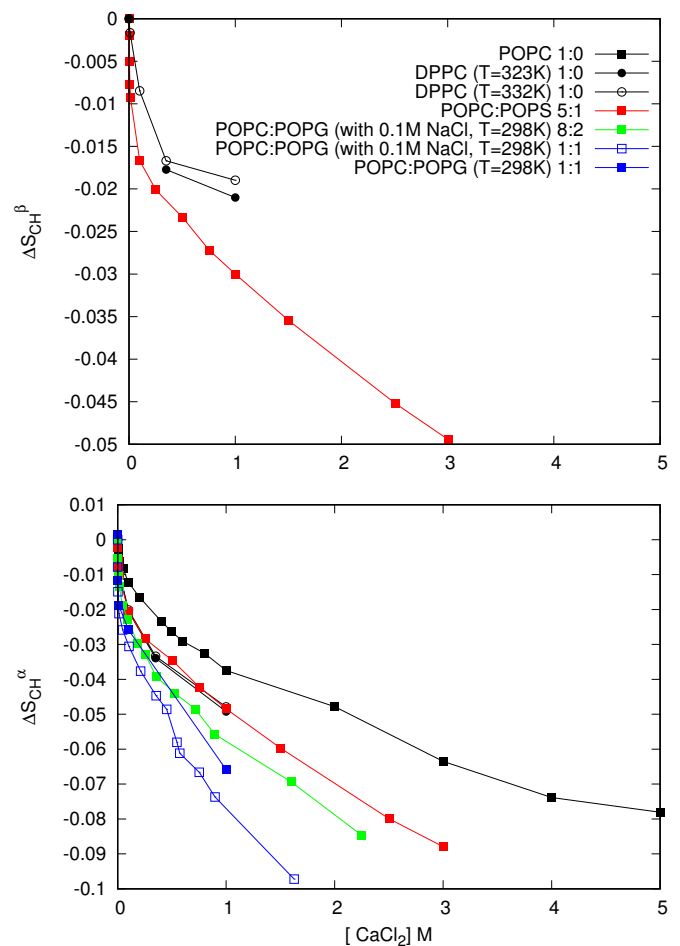 0
-0.005
-0.01
-0.015
-0.02
-0.025
-0.03
-0.035
-0.04
-0.045
-0.05
ΔS_CH^β
POPC 1:0
DPPC (T=323K) 1:0
DPPC (T=332K) 1:0
POPC:POPS 5:1
POPC:POPG (with 0.1M NaCl, T=298K) 8:2
POPC:POPG (with 0.1M NaCl, T=298K) 1:1
POPC:POPG (T=298K) 1:1
0 1 2 3 4 5
0.01
0
-0.01
-0.02
-0.03
-0.04
-0.05
-0.06
-0.07
-0.08
-0.09
-0.1
ΔS_CH^α
0 1 2 3 4 5
[ CaCl₂] M